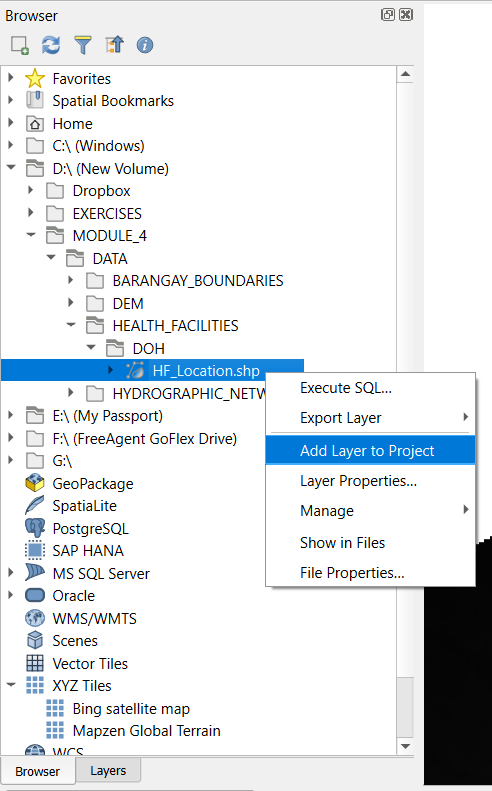 Browser
Favorites
Spatial Bookmarks
Home
C:\ (Windows)
D:\ (New Volume)
Dropbox
EXERCISES
MODULE_4
DATA
BARANGAY_BOUNDARIES
DEM
HEALTH_FACILITIES
DOH
HF_Location.shp
HYDROGRAPHIC_NETW
Execute SQL...
Export Layer
Add Layer to Project
Layer Properties...
Manage
Show in Files
File Properties...
E:\ (My Passport)
F:\ (FreeAgent GoFlex Drive)
G:\
GeoPackage
SpatiaLite
PostgreSQL
SAP HANA
MS SQL Server
Oracle
WMS/WMTS
Scenes
Vector Tiles
XYZ Tiles
Bing satellite map
Mapzen Global Terrain
WCS
Browser
Layers